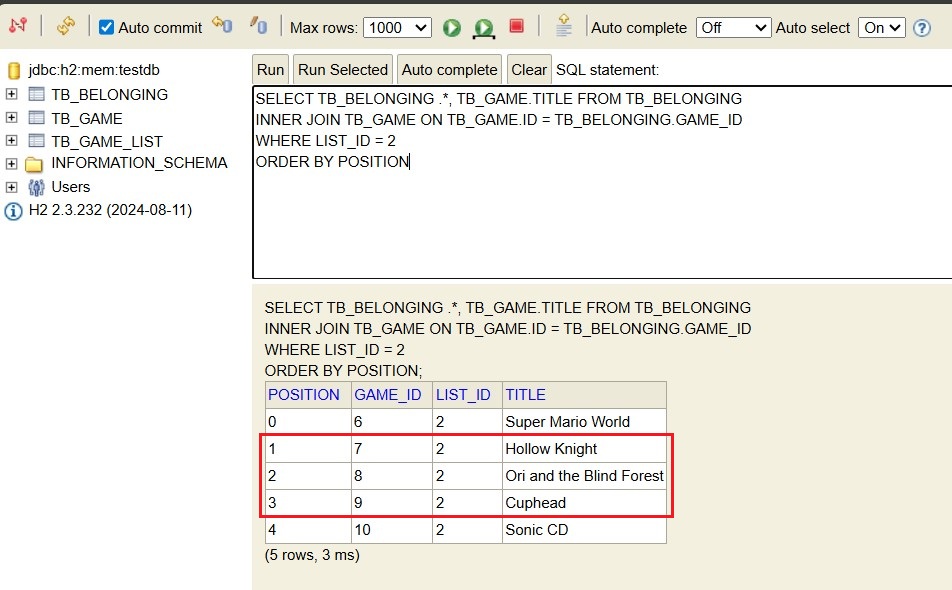 Auto commit Max rows: 1000 Auto complete Off Auto select On ?
Run Run Selected Auto complete Clear SQL statement:
jdbc:h2:mem:testdb
TB_BELONGING
TB_GAME
TB_GAME_LIST
INFORMATION_SCHEMA
Users
H2 2.3.232 (2024-08-11)
SELECT TB_BELONGING .*, TB_GAME.TITLE FROM TB_BELONGING
INNER JOIN TB_GAME ON TB_GAME.ID = TB_BELONGING.GAME_ID
WHERE LIST_ID = 2
ORDER BY POSITION
SELECT TB_BELONGING .*, TB_GAME.TITLE FROM TB_BELONGING
INNER JOIN TB_GAME ON TB_GAME.ID = TB_BELONGING.GAME_ID
WHERE LIST_ID = 2
ORDER BY POSITION;
POSITION GAME_ID LIST_ID TITLE
0 6 2 Super Mario World
1 7 2 Hollow Knight
2 8 2 Ori and the Blind Forest
3 9 2 Cuphead
4 10 2 Sonic CD
(5 rows, 3 ms)